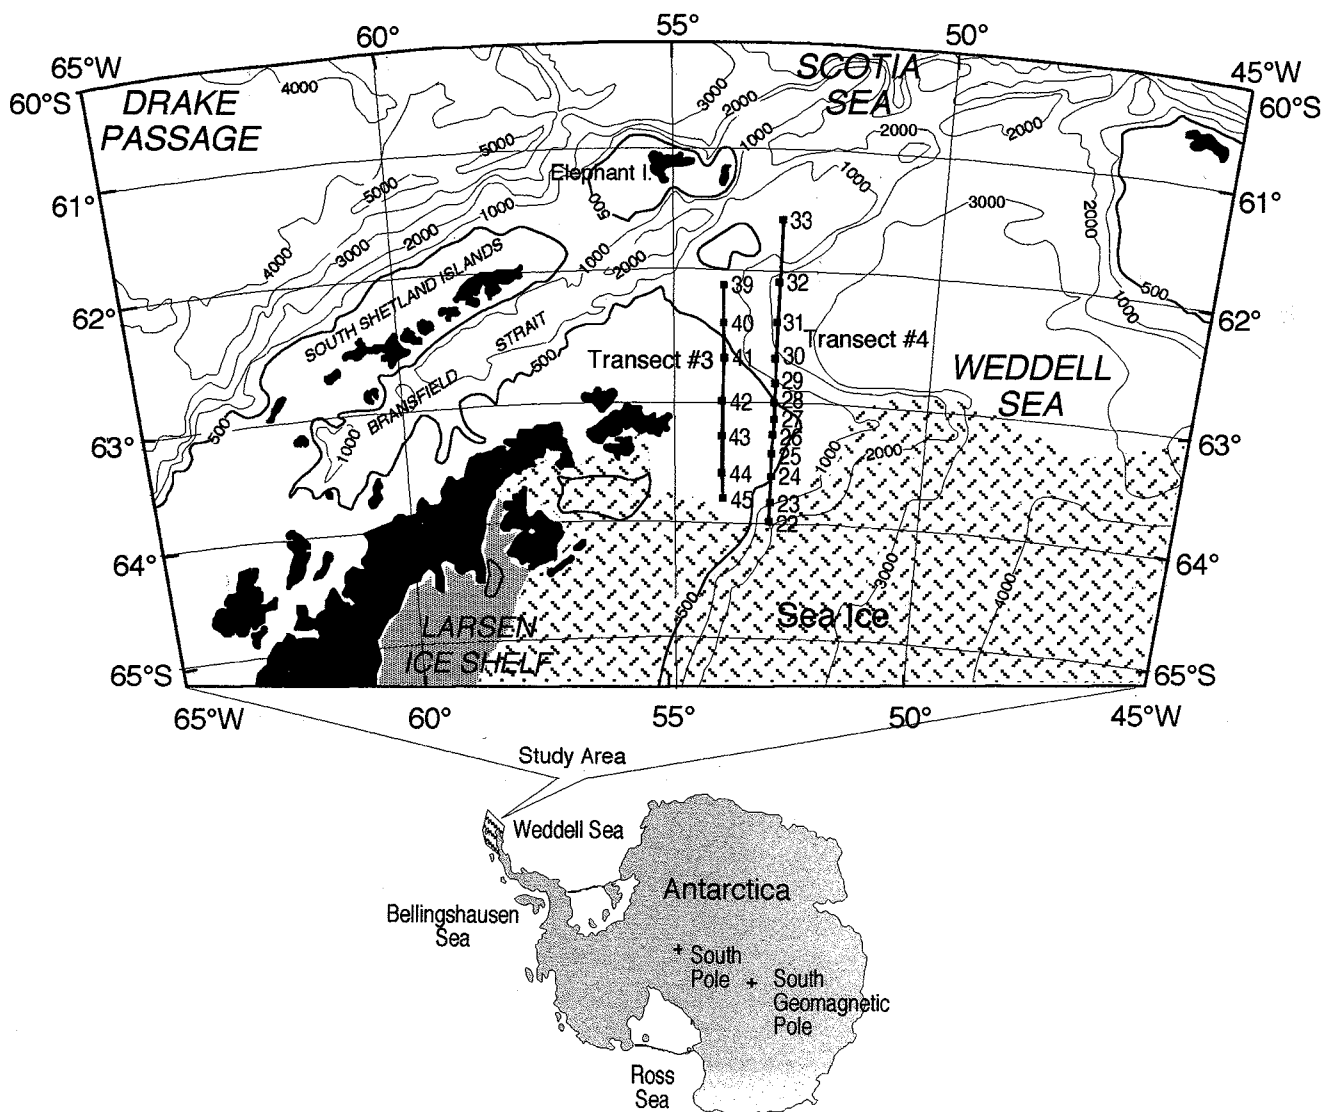 60°
55°
50°
65°W
60°S
45°W
60°S
DRAKE
PASSAGE
SCOTIA
SEA
4000
3000
2000
1000
2000
2000
5000
5000
Elephant I.
500
1000
61°
61°
3000
2000
1000
2000
3000
4000
1000
2000
33
SOUTH SHETLAND ISLANDS
39
32
500
1000
62°
62°
40
31
STRAIT
Transect #4
500
Transect #3
41
30
WEDDELL
SEA
29
BRANSFIELD
42
28
27
500
1000
63°
63°
43
26
25
1000
2000
44
24
45
23
22
64°
64°
3000
4000
500
Sea Ice
LARSEN
ICE SHELF
65°S
65°S
65°W
60°
55°
50°
45°W
Study Area
Weddell Sea
Antarctica
Bellingshausen
Sea
South
Pole
South
Geomagnetic
Pole
Ross
Sea